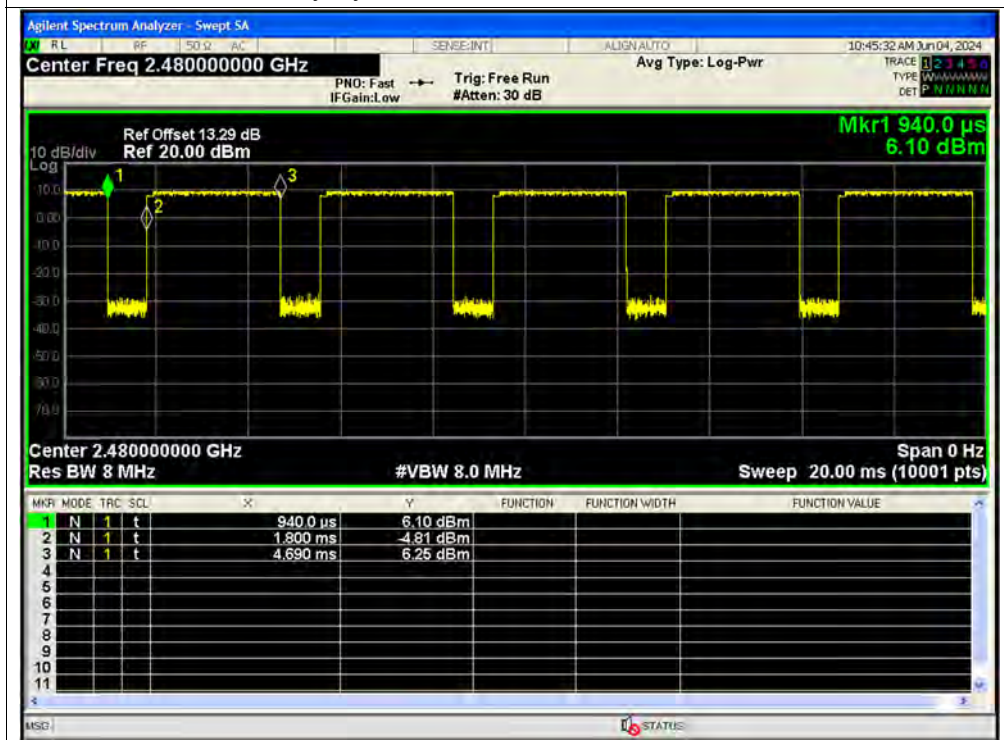 Agilent Spectrum Analyzer - Swept SA
RL RF 50 Ω AC SENSE:INT ALIGN AUTO 10:45:32 AM Jun 04, 2024
Center Freq 2.480000000 GHz Avg Type: Log-Pwr TRACE 1 2 3 4 5 6
PNO: Fast Trig: Free Run TYPE W
IFGain:Low #Atten: 30 dB DET P N N N N N
Mkr1 940.0 µs
Ref Offset 13.29 dB
10 dB/div Ref 20.00 dBm 6.10 dBm
Log
1
3
10.0
2
0.00
-10.0
-20.0
-30.0
-40.0
-50.0
-60.0
-70.0
Center 2.480000000 GHz Span 0 Hz
Res BW 8 MHz #VBW 8.0 MHz Sweep 20.00 ms (10001 pts)
MKR MODE TRC SCL X Y FUNCTION FUNCTION WIDTH FUNCTION VALUE
1 N 1 t 940.0 µs 6.10 dBm
2 N 1 t 1.800 ms -4.81 dBm
3 N 1 t 4.690 ms 6.25 dBm
4
5
6
7
8
9
10
11
MSG STATUS